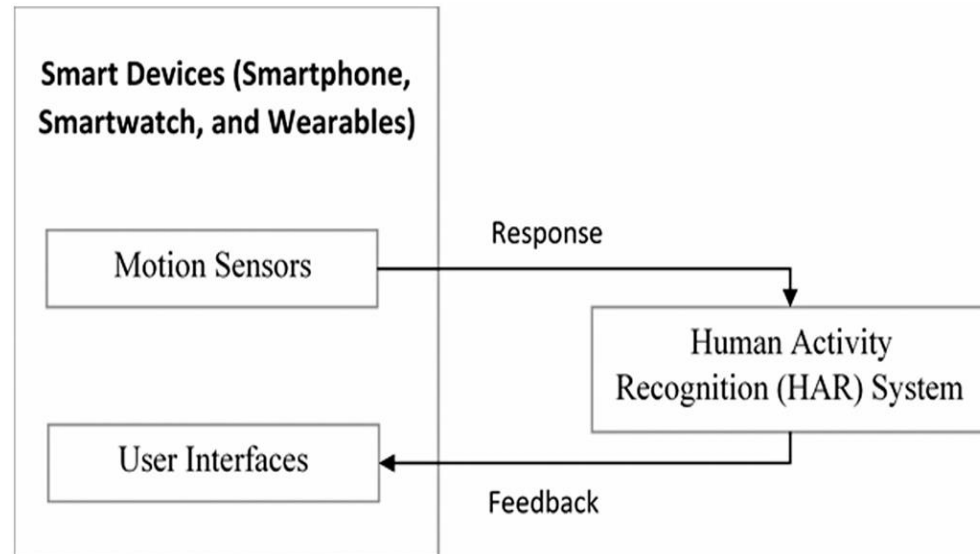 Smart Devices (Smartphone,
Smartwatch, and Wearables)
Motion Sensors
Response
Human Activity
Recognition (HAR) System
User Interfaces
Feedback